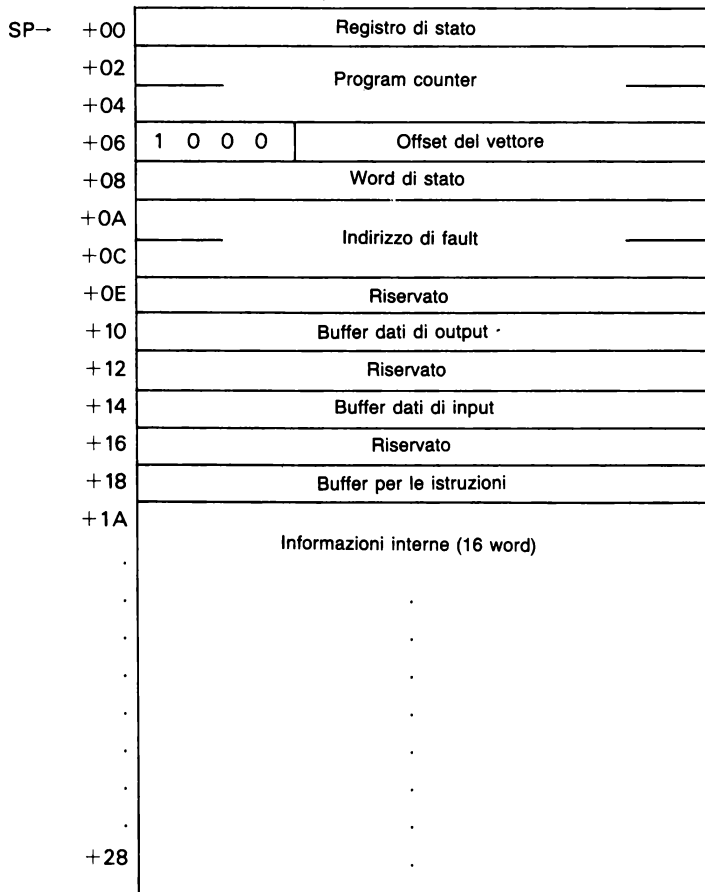 SP→ +00 Registro di stato
+02
Program counter
+04
+06 1 0 0 0 Offset del vettore
+08 Word di stato
+0A
Indirizzo di fault
+0C
+0E Riservato
+10 Buffer dati di output
+12 Riservato
+14 Buffer dati di input
+16 Riservato
+18 Buffer per le istruzioni
+1A
Informazioni interne (16 word)
+28